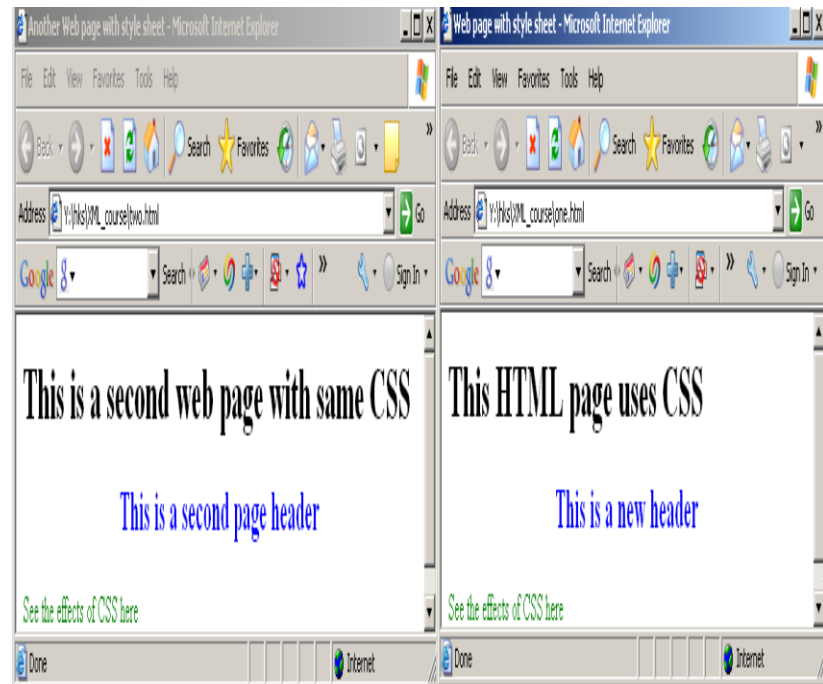 Another Web page with style sheet - Microsoft Internet Explorer
File Edit View Favorites Tools Help
Back Search Favorites
Address Y:\hks\XML_course\two.html Go
Google Search Sign In
This is a second web page with same CSS
This is a second page header
See the effects of CSS here
Done Internet
Web page with style sheet - Microsoft Internet Explorer
File Edit View Favorites Tools Help
Back Search Favorites
Address Y:\hks\XML_course\one.html Go
Google Search Sign In
This HTML page uses CSS
This is a new header
See the effects of CSS here
Done Internet